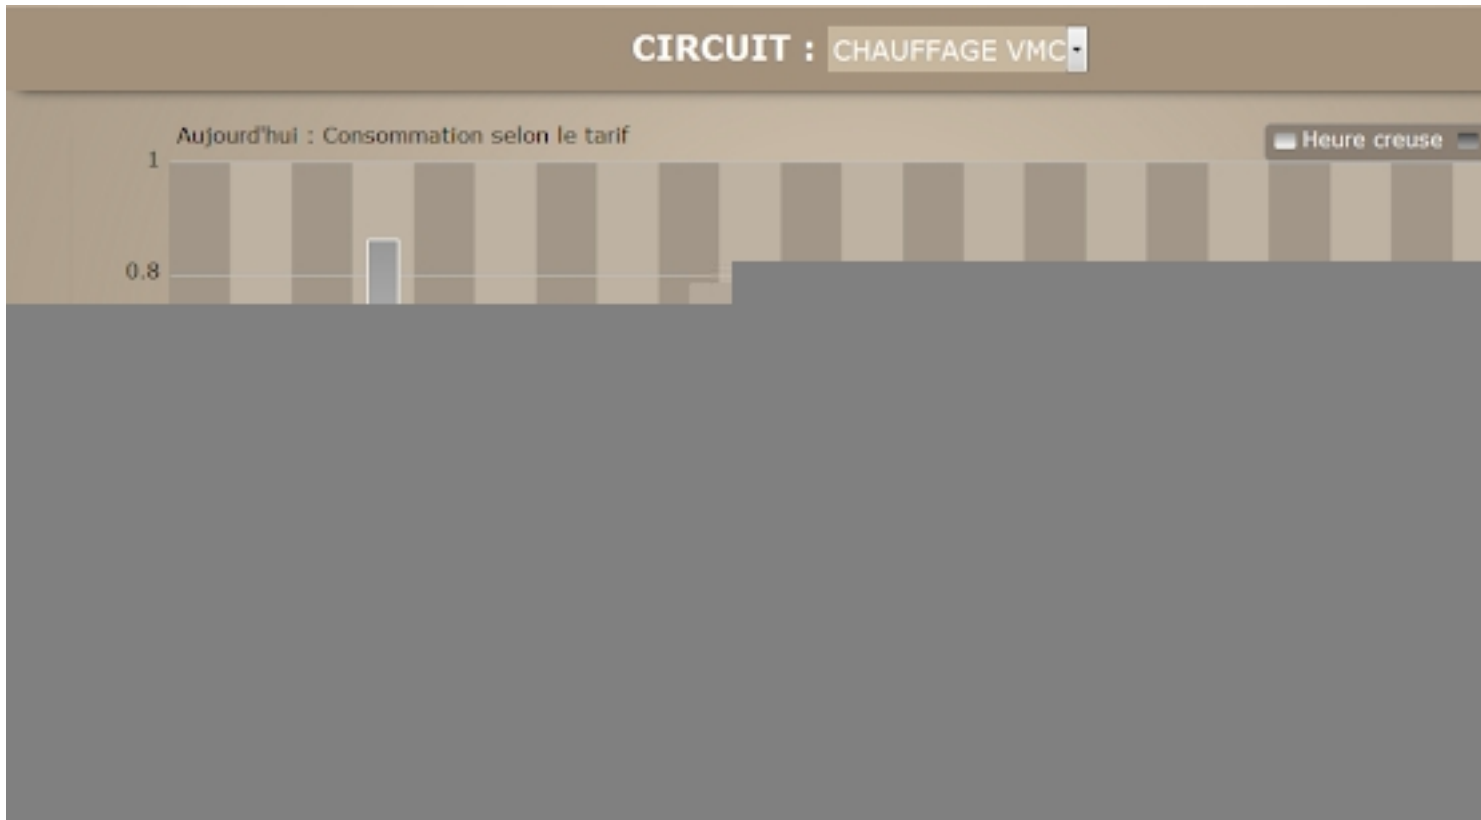 CIRCUIT : CHAUFFAGE VMC
Aujourd'hui : Consommation selon le tarif
Heure creuse
1
0.8